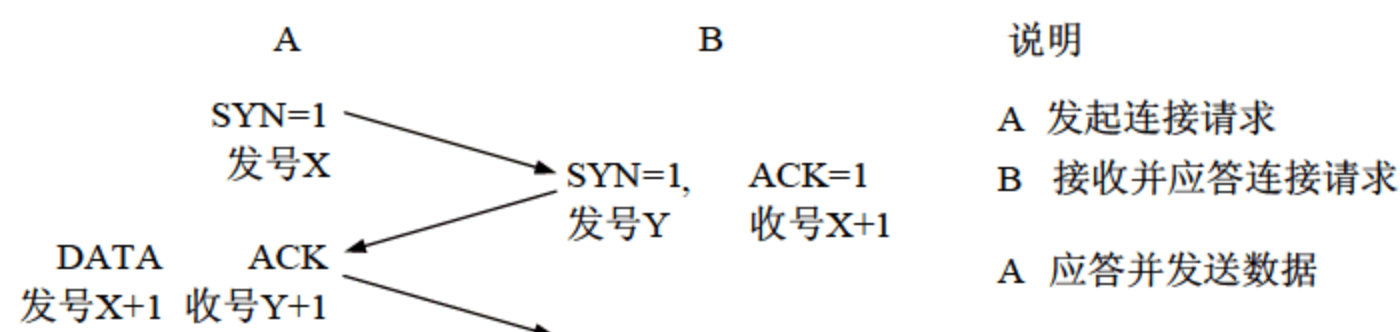 A B 说明
SYN=1 A 发起连接请求
发号X
SYN=1, ACK=1 B 接收并应答连接请求
发号Y 收号X+1
DATA ACK A 应答并发送数据
发号X+1 收号Y+1